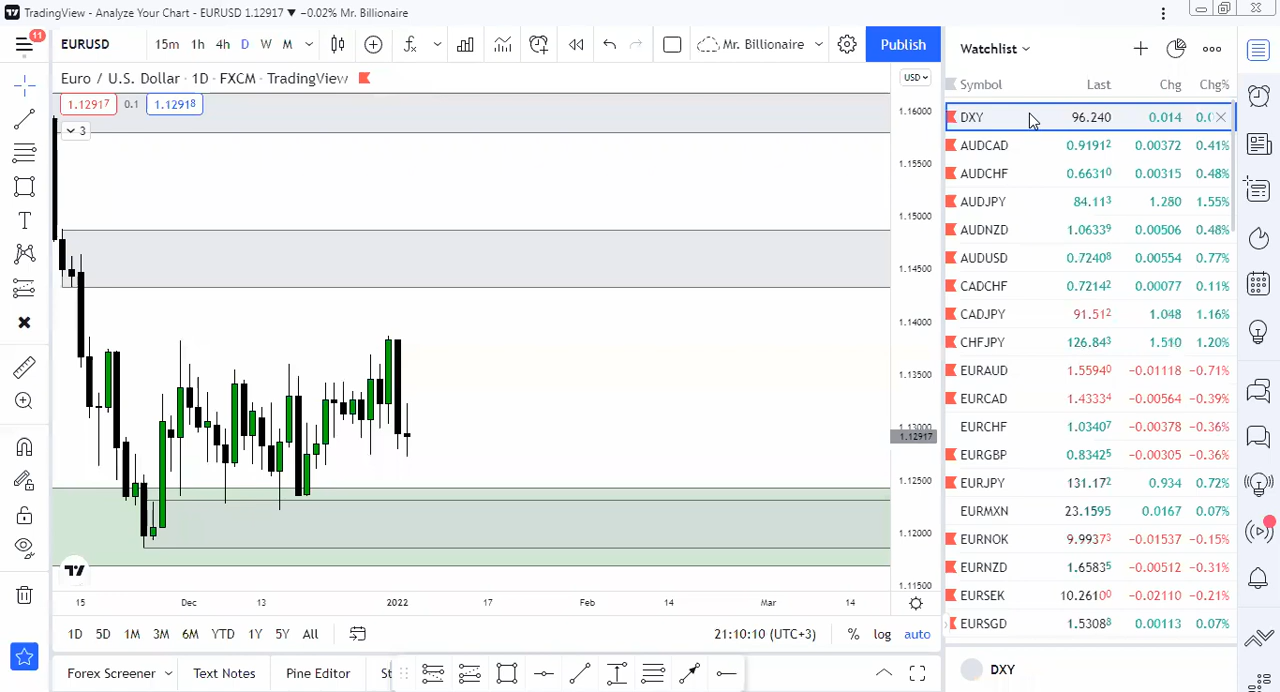 TradingView - Analyze Your Chart - EURUSD 1.12917 ▼ −0.02% Mr. Billionaire
11
EURUSD 15m 1h 4h D W M Mr. Billionaire Publish
Watchlist
Euro / U.S. Dollar · 1D · FXCM · TradingView
USD
1.12917 0.1 1.12918
3
Symbol Last Chg Chg%
DXY 96.240 0.014
AUDCAD 0.91912 0.00372 0.41%
AUDCHF 0.66310 0.00315 0.48%
AUDJPY 84.113 1.280 1.55%
AUDNZD 1.06339 0.00506 0.48%
AUDUSD 0.72408 0.00554 0.77%
CADCHF 0.72142 0.00077 0.11%
CADJPY 91.512 1.048 1.16%
CHFJPY 126.843 1.510 1.20%
EURAUD 1.55940 −0.01118 −0.71%
EURCAD 1.43334 −0.00564 −0.39%
EURCHF 1.03407 −0.00378 −0.36%
EURGBP 0.83425 −0.00305 −0.36%
EURJPY 131.172 0.934 0.72%
EURMXN 23.1595 0.0167 0.07%
EURNOK 9.99373 −0.01537 −0.15%
EURNZD 1.65835 −0.00512 −0.31%
EURSEK 10.26100 −0.02110 −0.21%
EURSGD 1.53088 0.00113 0.07%
DXY
1.16000
1.15500
1.15000
1.14500
1.14000
1.13500
1.13000
1.12917
1.12500
1.12000
1.11500
15 Dec 13 2022 17 Feb 14 Mar 14
1D 5D 1M 3M 6M YTD 1Y 5Y All 21:10:10 (UTC+3) % log auto
Forex Screener Text Notes Pine Editor